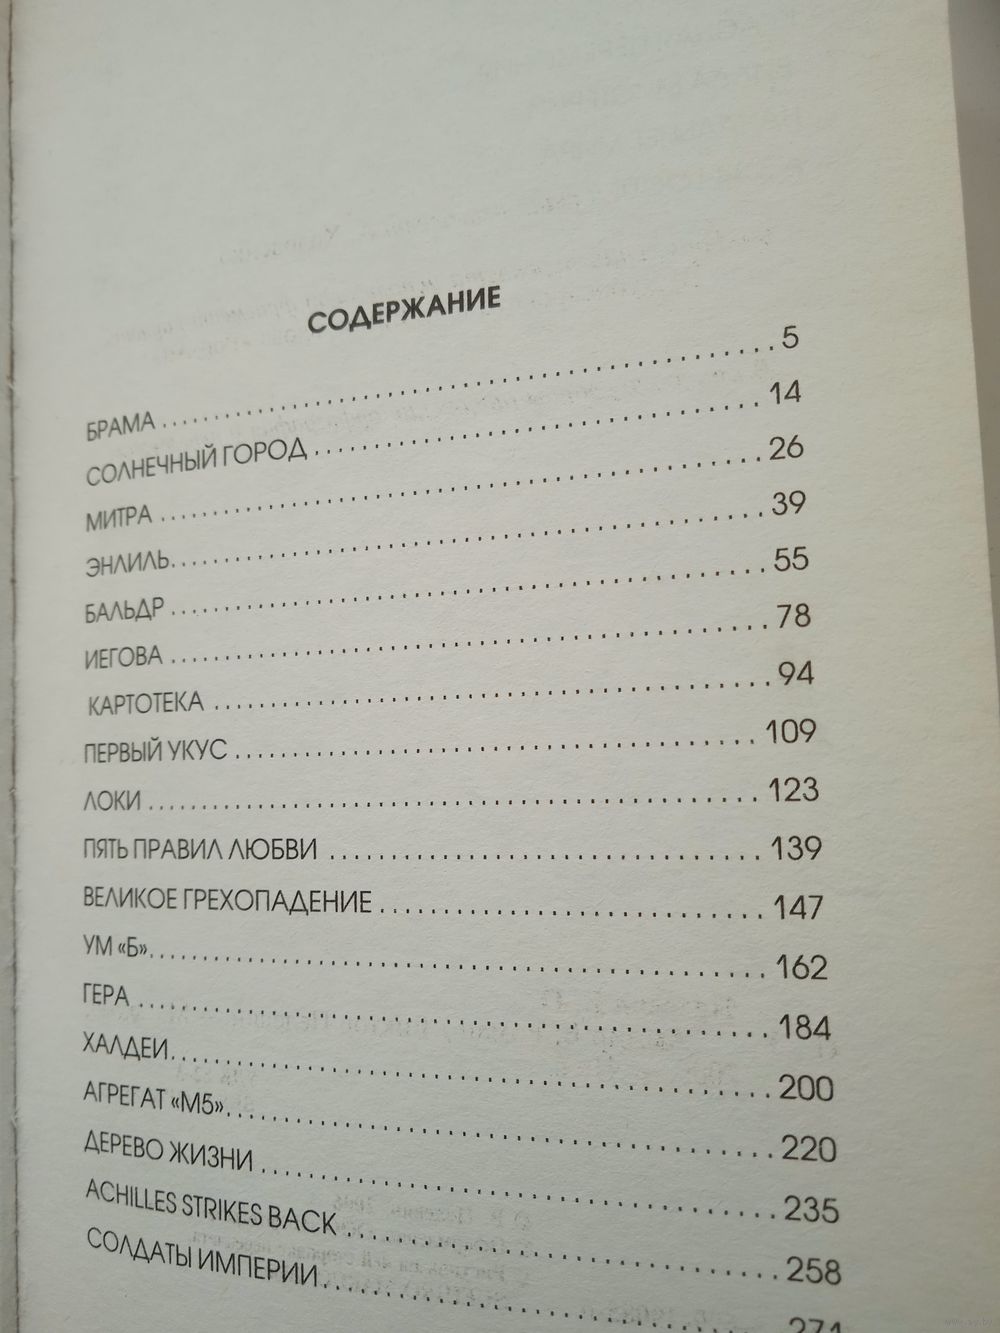 СОДЕРЖАНИЕ
БРАМА 5
СОЛНЕЧНЫЙ ГОРОД 14
МИТРА 26
ЭНЛИЛЬ 39
БАЛЬДР 55
ИЕГОВА 78
КАРТОТЕКА 94
ПЕРВЫЙ УКУС 109
ЛОКИ 123
ПЯТЬ ПРАВИЛ ЛЮБВИ 139
ВЕЛИКОЕ ГРЕХОПАДЕНИЕ 147
УМ «Б» 162
ГЕРА 184
ХАЛДЕИ 200
АГРЕГАТ «М5» 220
ДЕРЕВО ЖИЗНИ 235
ACHILLES STRIKES BACK 258
СОЛДАТЫ ИМПЕРИИ 274